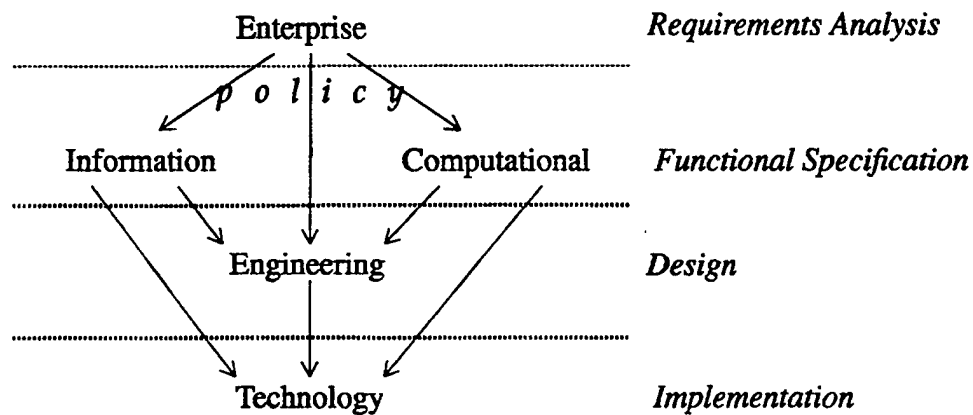 Enterprise Requirements Analysis
p o l i c y
Information Computational Functional Specification
Engineering Design
Technology Implementation